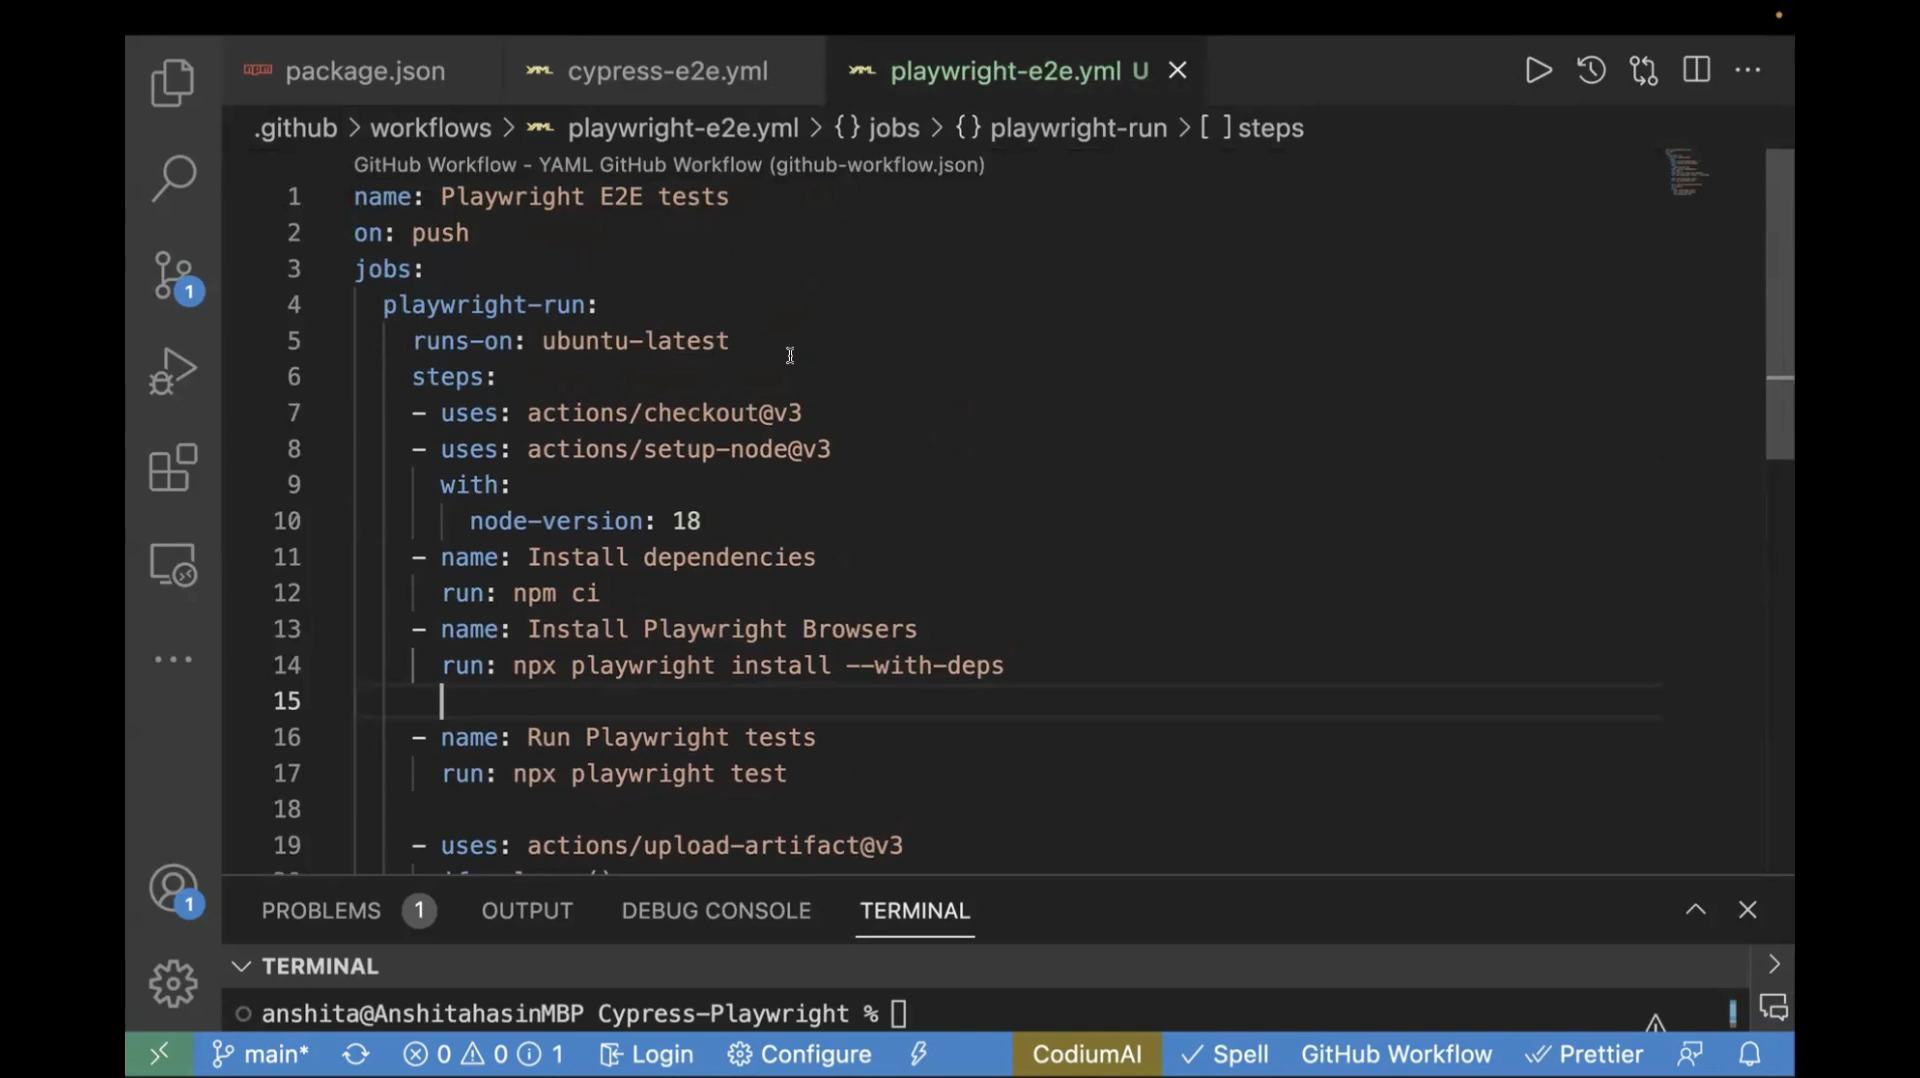 package.json
cypress-e2e.yml
playwright-e2e.yml U
.github > workflows > playwright-e2e.yml > {} jobs > {} playwright-run > [ ] steps
GitHub Workflow - YAML GitHub Workflow (github-workflow.json)
1 name: Playwright E2E tests
2 on: push
3 jobs:
4 playwright-run:
5 runs-on: ubuntu-latest
6 steps:
7 - uses: actions/checkout@v3
8 - uses: actions/setup-node@v3
9 with:
10 node-version: 18
11 - name: Install dependencies
12 run: npm ci
13 - name: Install Playwright Browsers
14 run: npx playwright install --with-deps
15
16 - name: Run Playwright tests
17 run: npx playwright test
18
19 - uses: actions/upload-artifact@v3
1
1
PROBLEMS 1 OUTPUT DEBUG CONSOLE TERMINAL
TERMINAL
anshita@AnshitahasinMBP Cypress-Playwright %
main* 0 0 1 Login Configure CodiumAI Spell GitHub Workflow Prettier